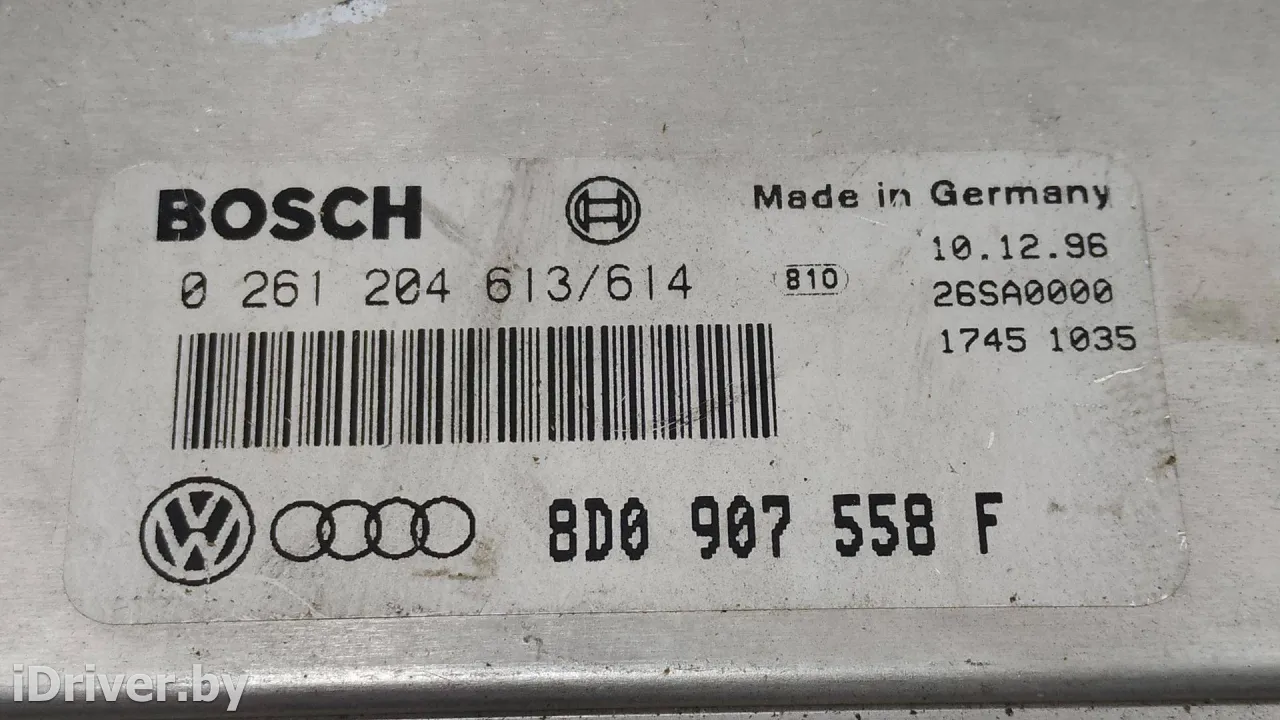 BOSCH
Made in Germany
10.12.96
0 261 204 613/614
810
26SA0000
1745 1035
8D0 907 558 F
iDriver.by